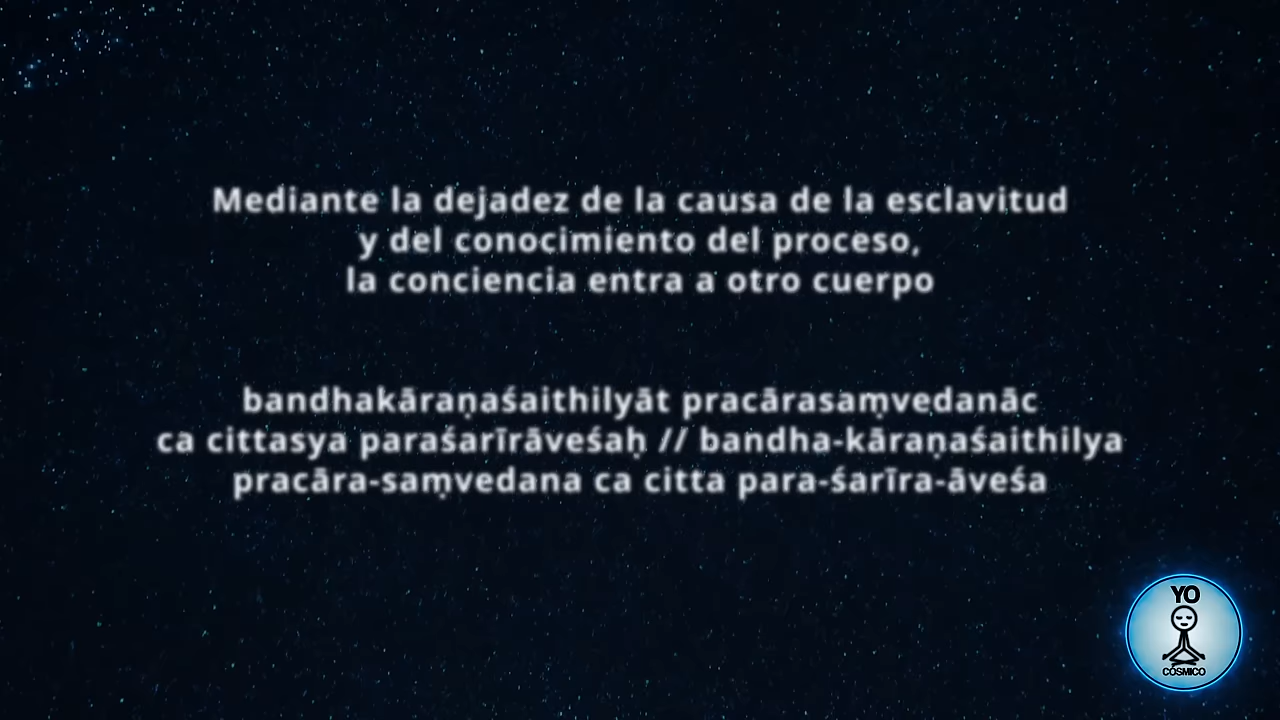 Mediante la dejadez de la causa de la esclavitud
y del conocimiento del proceso,
la conciencia entra a otro cuerpo
bandhakāraṇaśaithilyāt pracārasaṃvedanāc
ca cittasya paraśarīrāveśaḥ // bandha-kāraṇaśaithilya
pracāra-saṃvedana ca citta para-śarīra-āveśa
YO
CÓSMICO